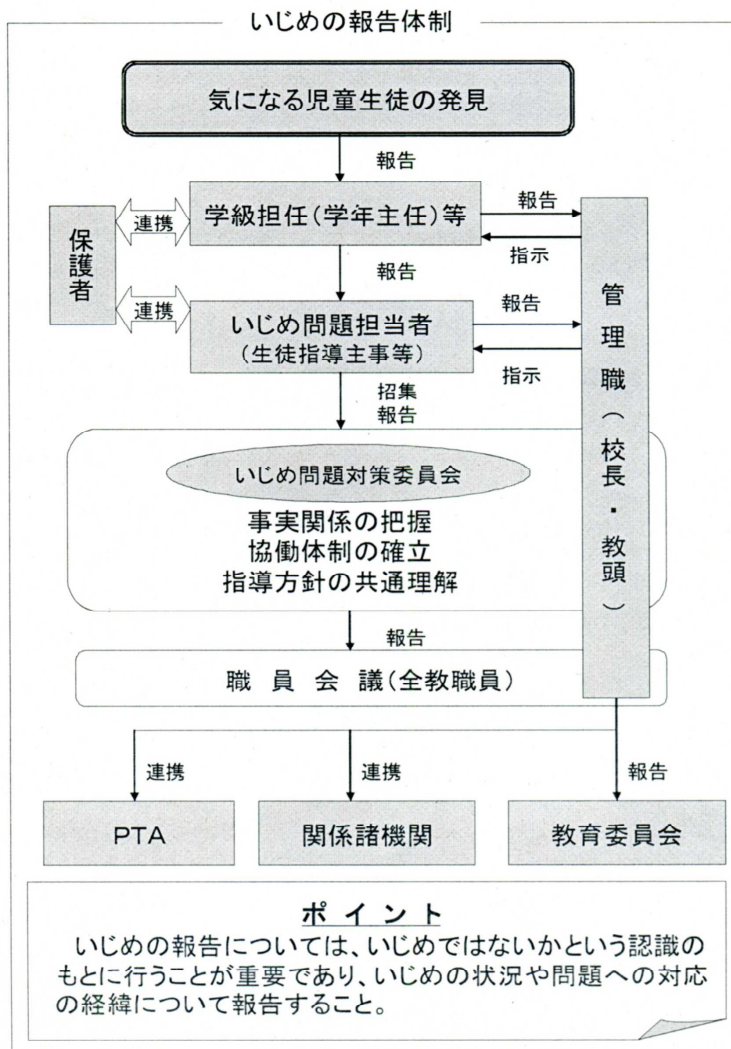 いじめの報告体制
気になる児童生徒の発見
報告
学級担任(学年主任)等
報告
指示
保護者
連携
報告
連携
いじめ問題担当者
(生徒指導主事等)
報告
指示
管理職(校長・教頭)
招集
報告
いじめ問題対策委員会
事実関係の把握
協働体制の確立
指導方針の共通理解
報告
職員会議(全教職員)
連携
連携
報告
PTA
関係諸機関
教育委員会
ポイント
いじめの報告については、いじめではないかという認識の
もとに行うことが重要であり、いじめの状況や問題への対応
の経緯について報告すること。